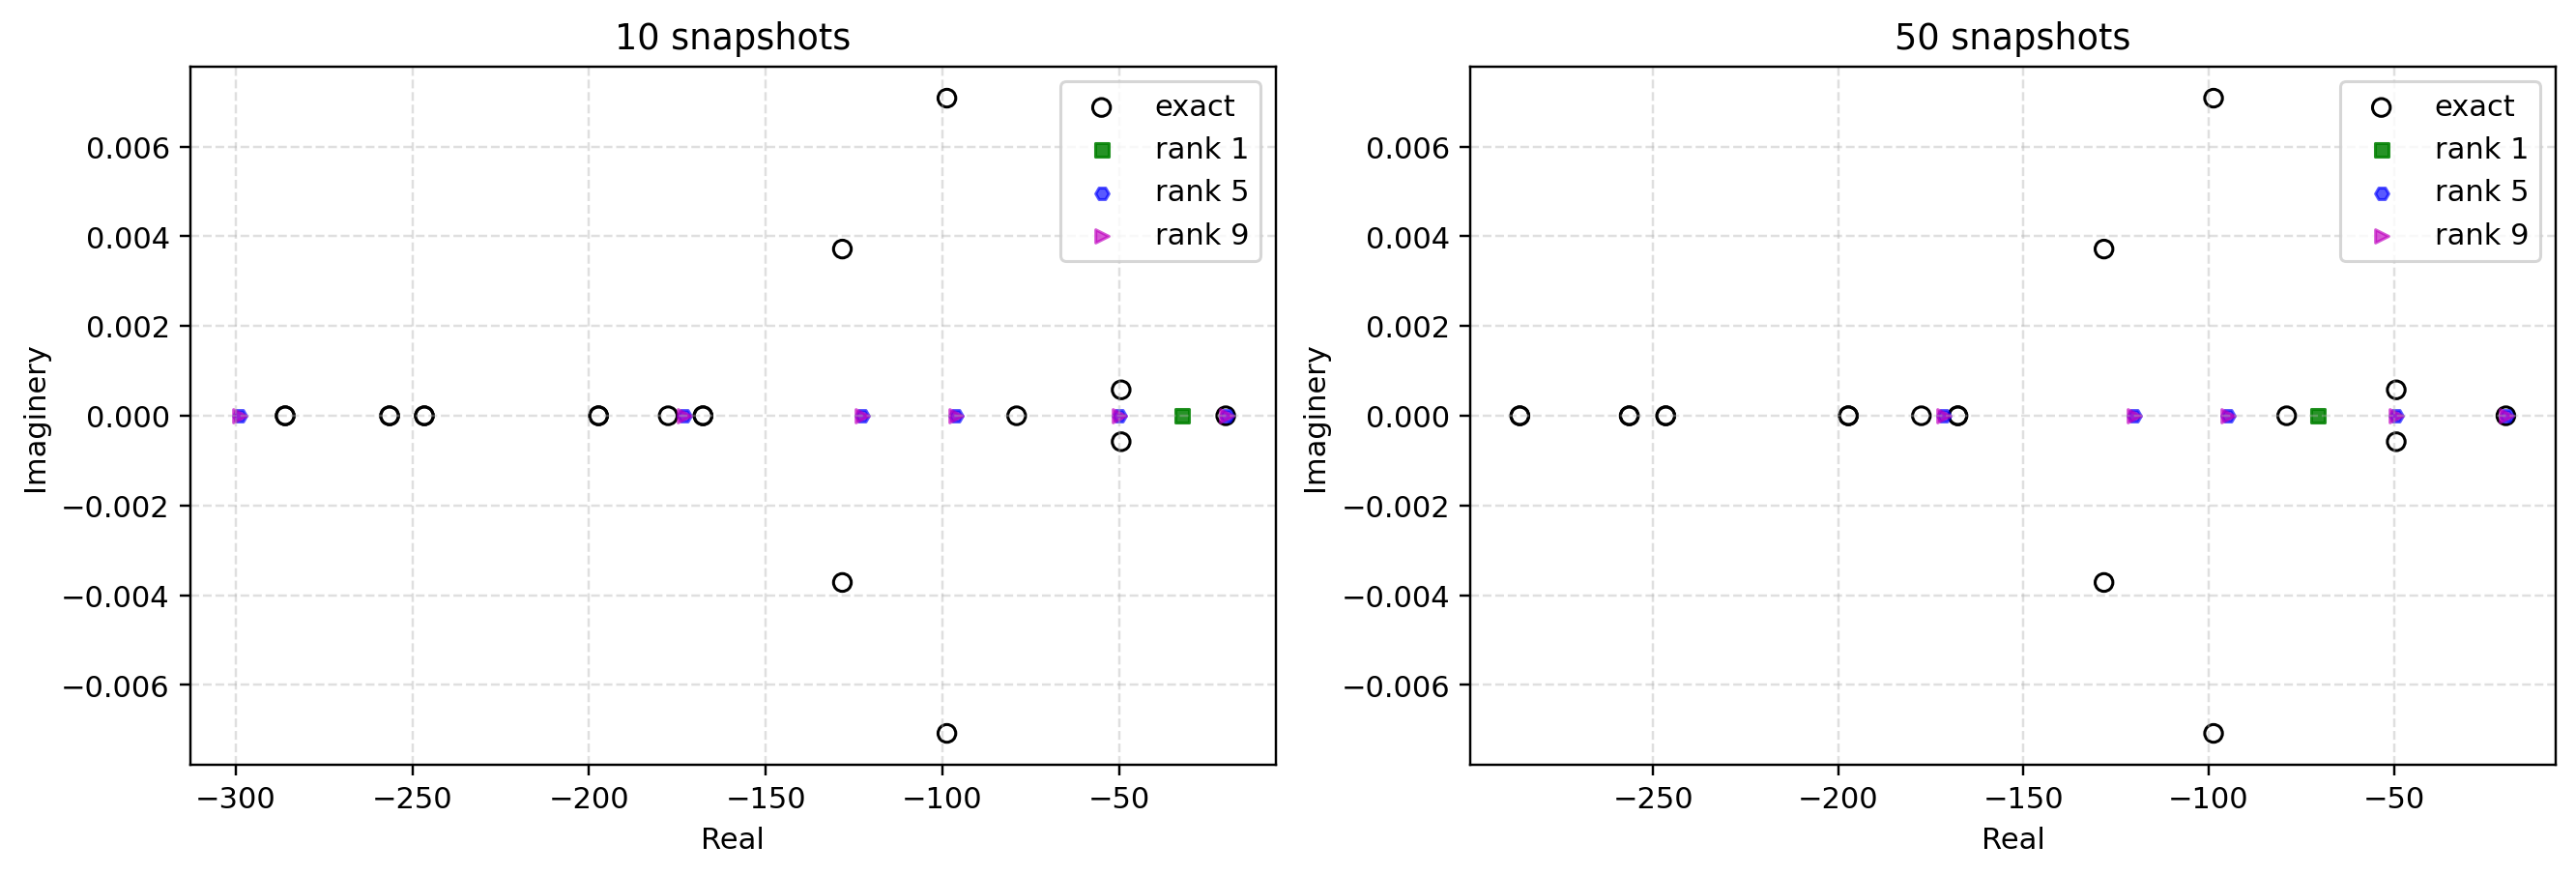 10 snapshots
exact
rank 1
rank 5
rank 9
0.006
0.004
0.002
0.000
−0.002
−0.004
−0.006
Imaginery
−300
−250
−200
−150
−100
−50
Real
50 snapshots
exact
rank 1
rank 5
rank 9
0.006
0.004
0.002
0.000
−0.002
−0.004
−0.006
Imaginery
−250
−200
−150
−100
−50
Real